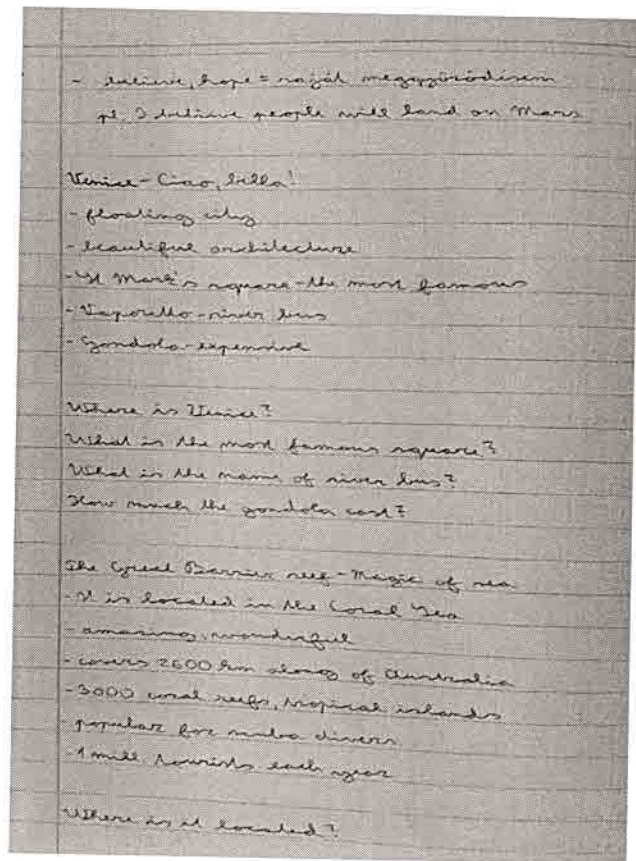 - believe, hope = saját meggyőződésem
pl. I believe people will land on Mars
Venice - Ciao, bella!
- floating city
- beautiful architecture
- St Mark's square - the most famous
- Vaporetto - river bus
- Gondola - expensive
Where is Venice?
What is the most famous square?
What is the name of river bus?
How much the gondola cost?
The Great Barrier reef - Magic of sea
- It is located in the Coral Sea
- amazing, wonderful
- covers 2600 km along of Australia
- 3000 coral reefs, tropical islands
- popular for scuba divers
- 1 mill. tourists each year
Where is it located?